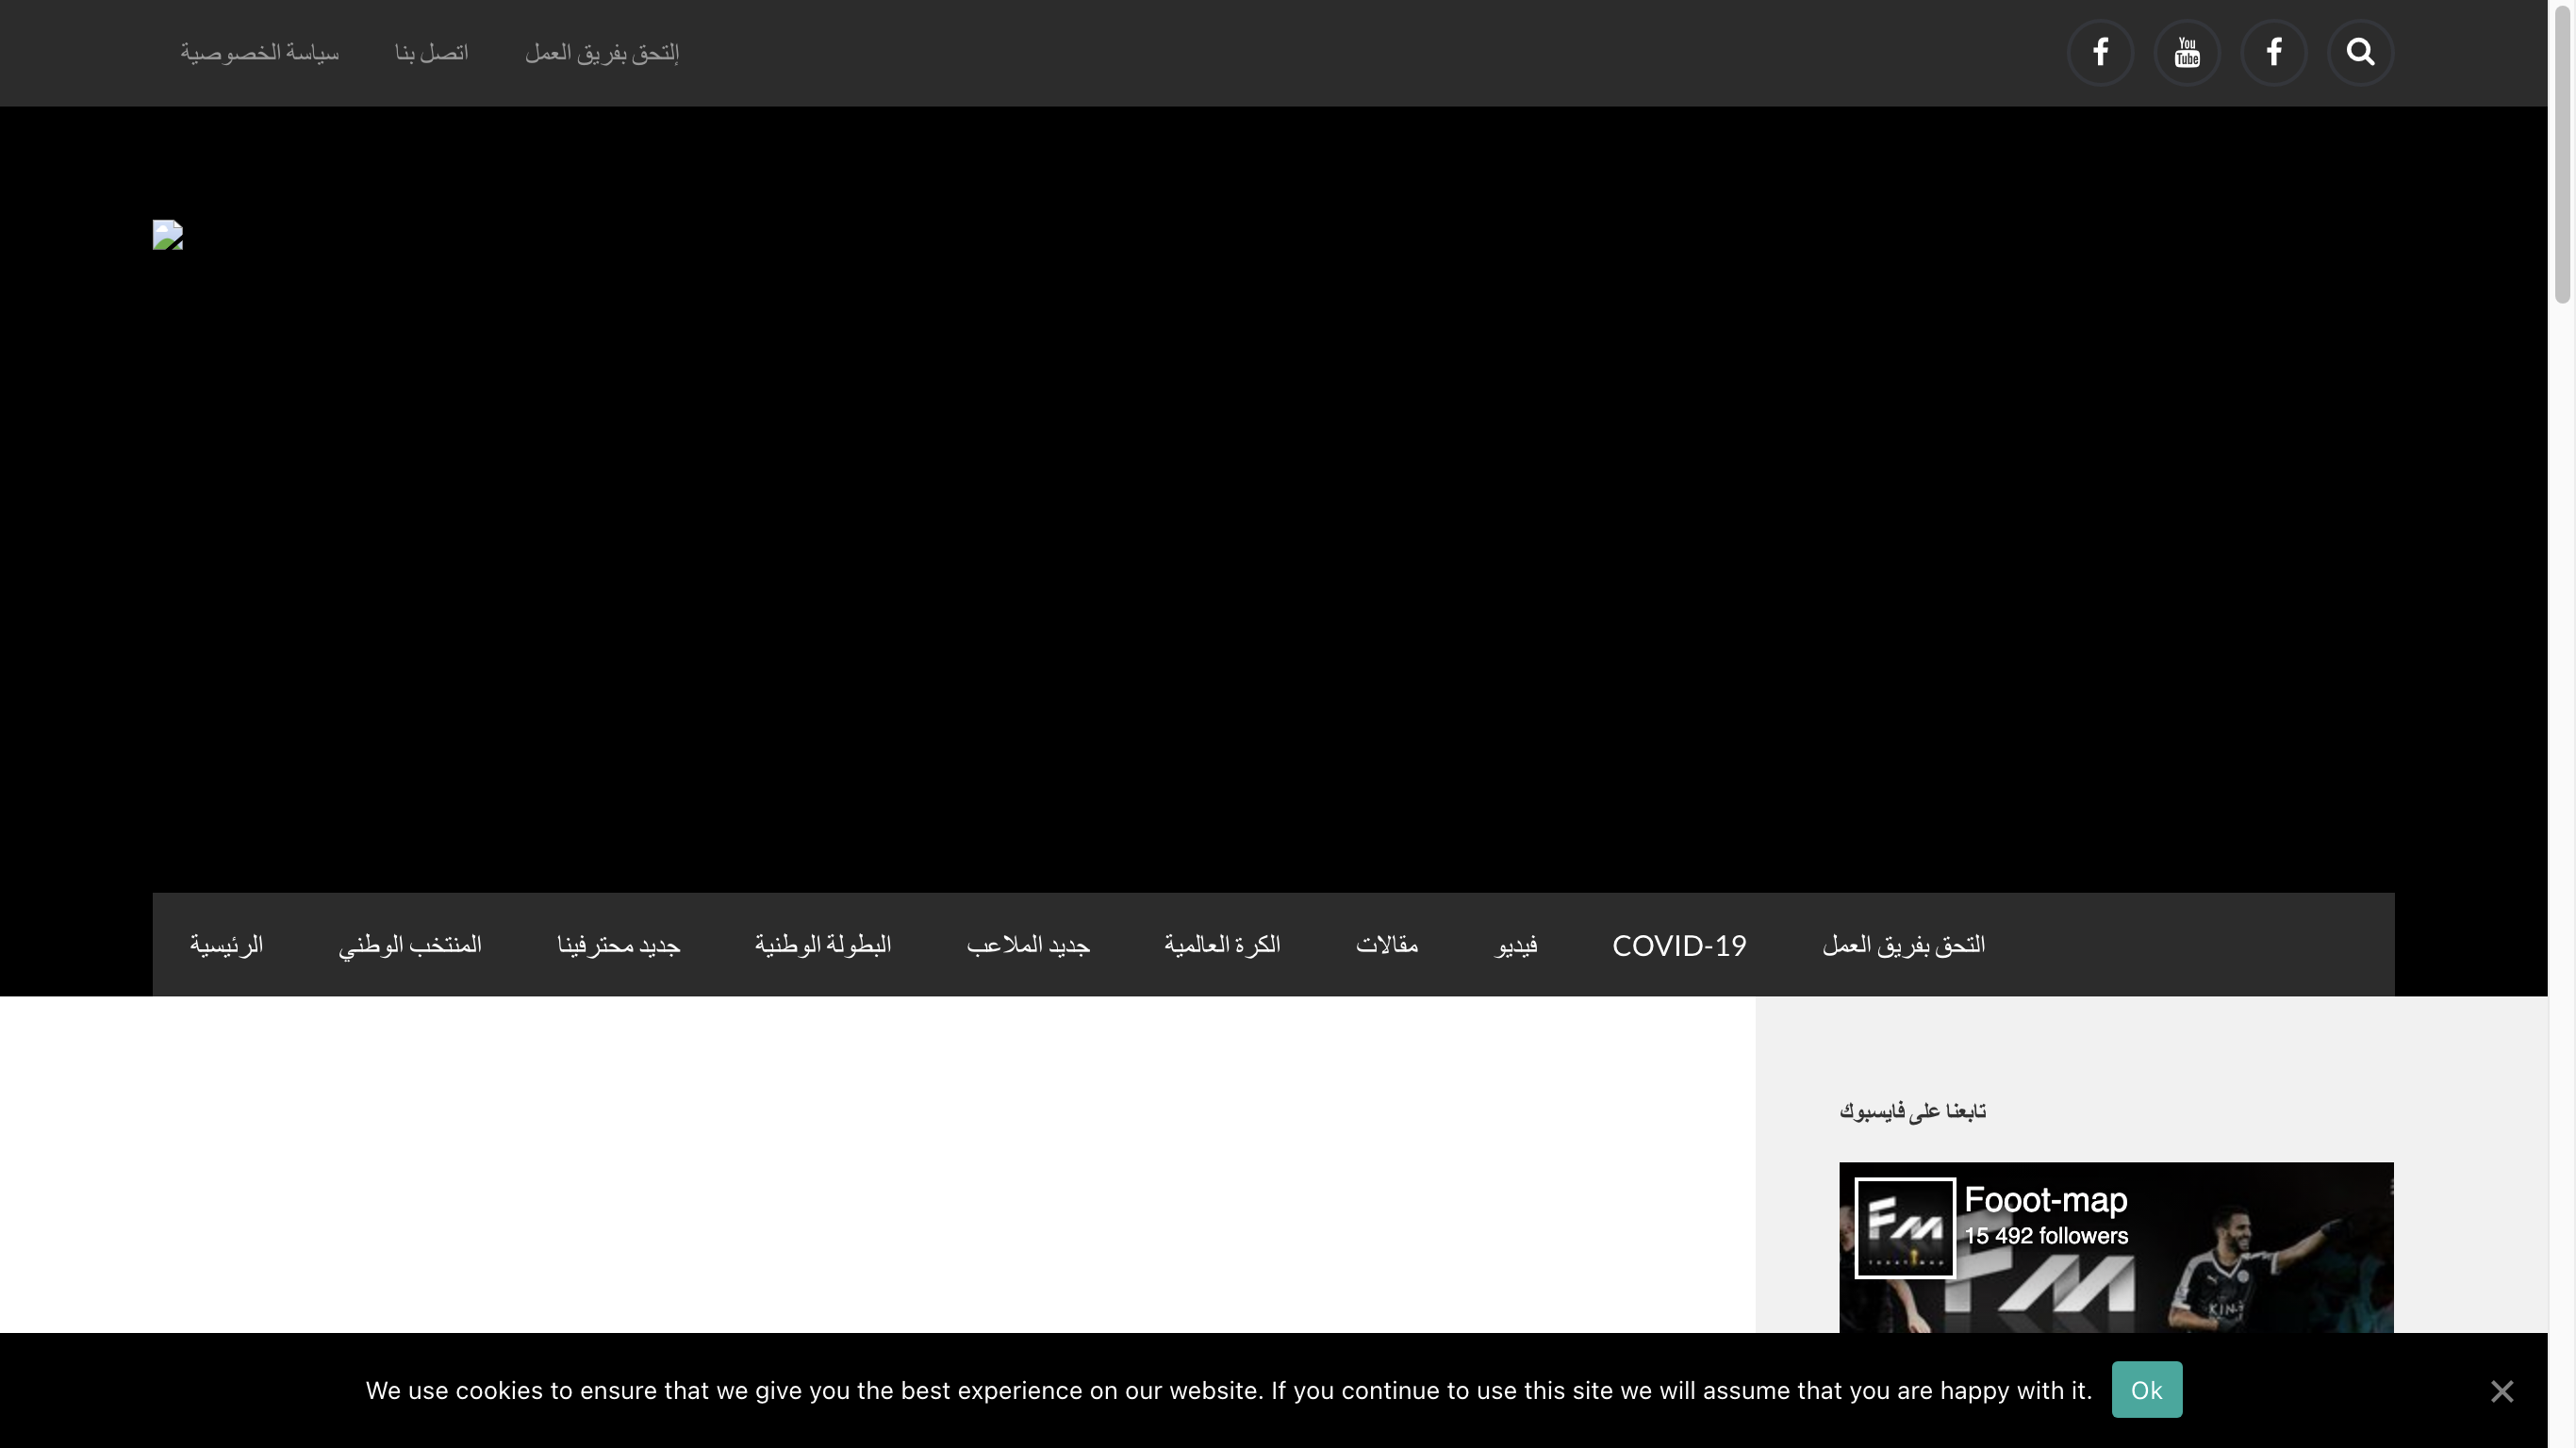 سياسة الخصوصية
اتصل بنا
إلتحق بفريق العمل
You Tube
الرئيسية
المنتخب الوطني
جديد محترفينا
البطولة الوطنية
جديد الملاعب
الكرة العالمية
مقالات
فيديو
COVID-19
التحق بفريق العمل
تابعنا على فايسبوك
Fooot-map
15 492 followers
FM
We use cookies to ensure that we give you the best experience on our website. If you continue to use this site we will assume that you are happy with it.
Ok